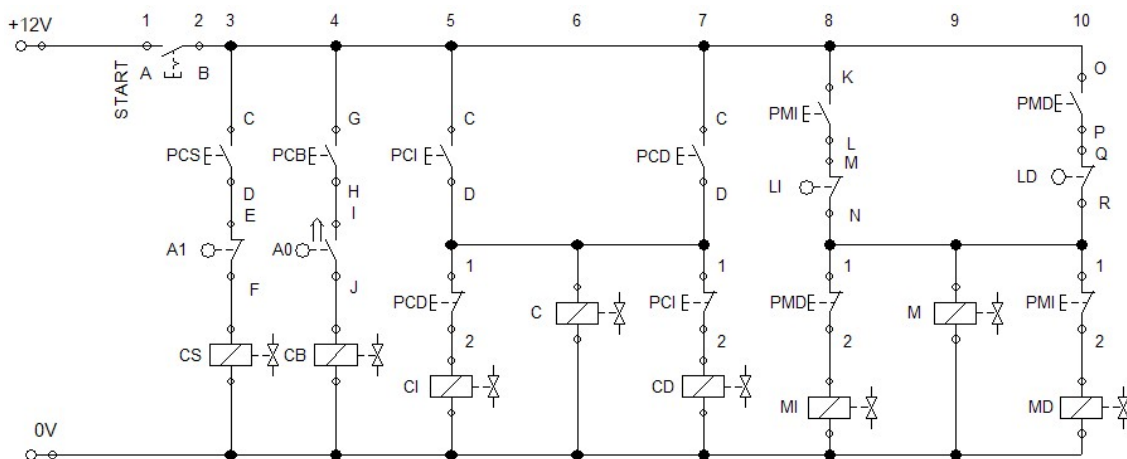 +12V 1 2 3 4 5 6 7 8 9 10
START
A B K O
PMI PMD
C G C C L P
PCS PCB PCI PCD M Q
D H D D LI LD
E I N R
A1 A0
F J 1 1 1 1
PCD C PCI PMD M PMI
2 2 2 2
CS CB CI CD MI MD
0V